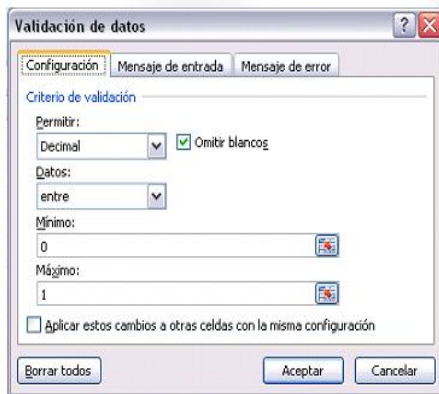 Validación de datos
Configuración Mensaje de entrada Mensaje de error
Criterio de validación
Permitir:
Decimal Omitir blancos
Datos:
entre
Mínimo:
0
Máximo:
1
Aplicar estos cambios a otras celdas con la misma configuración
Borrar todos Aceptar Cancelar